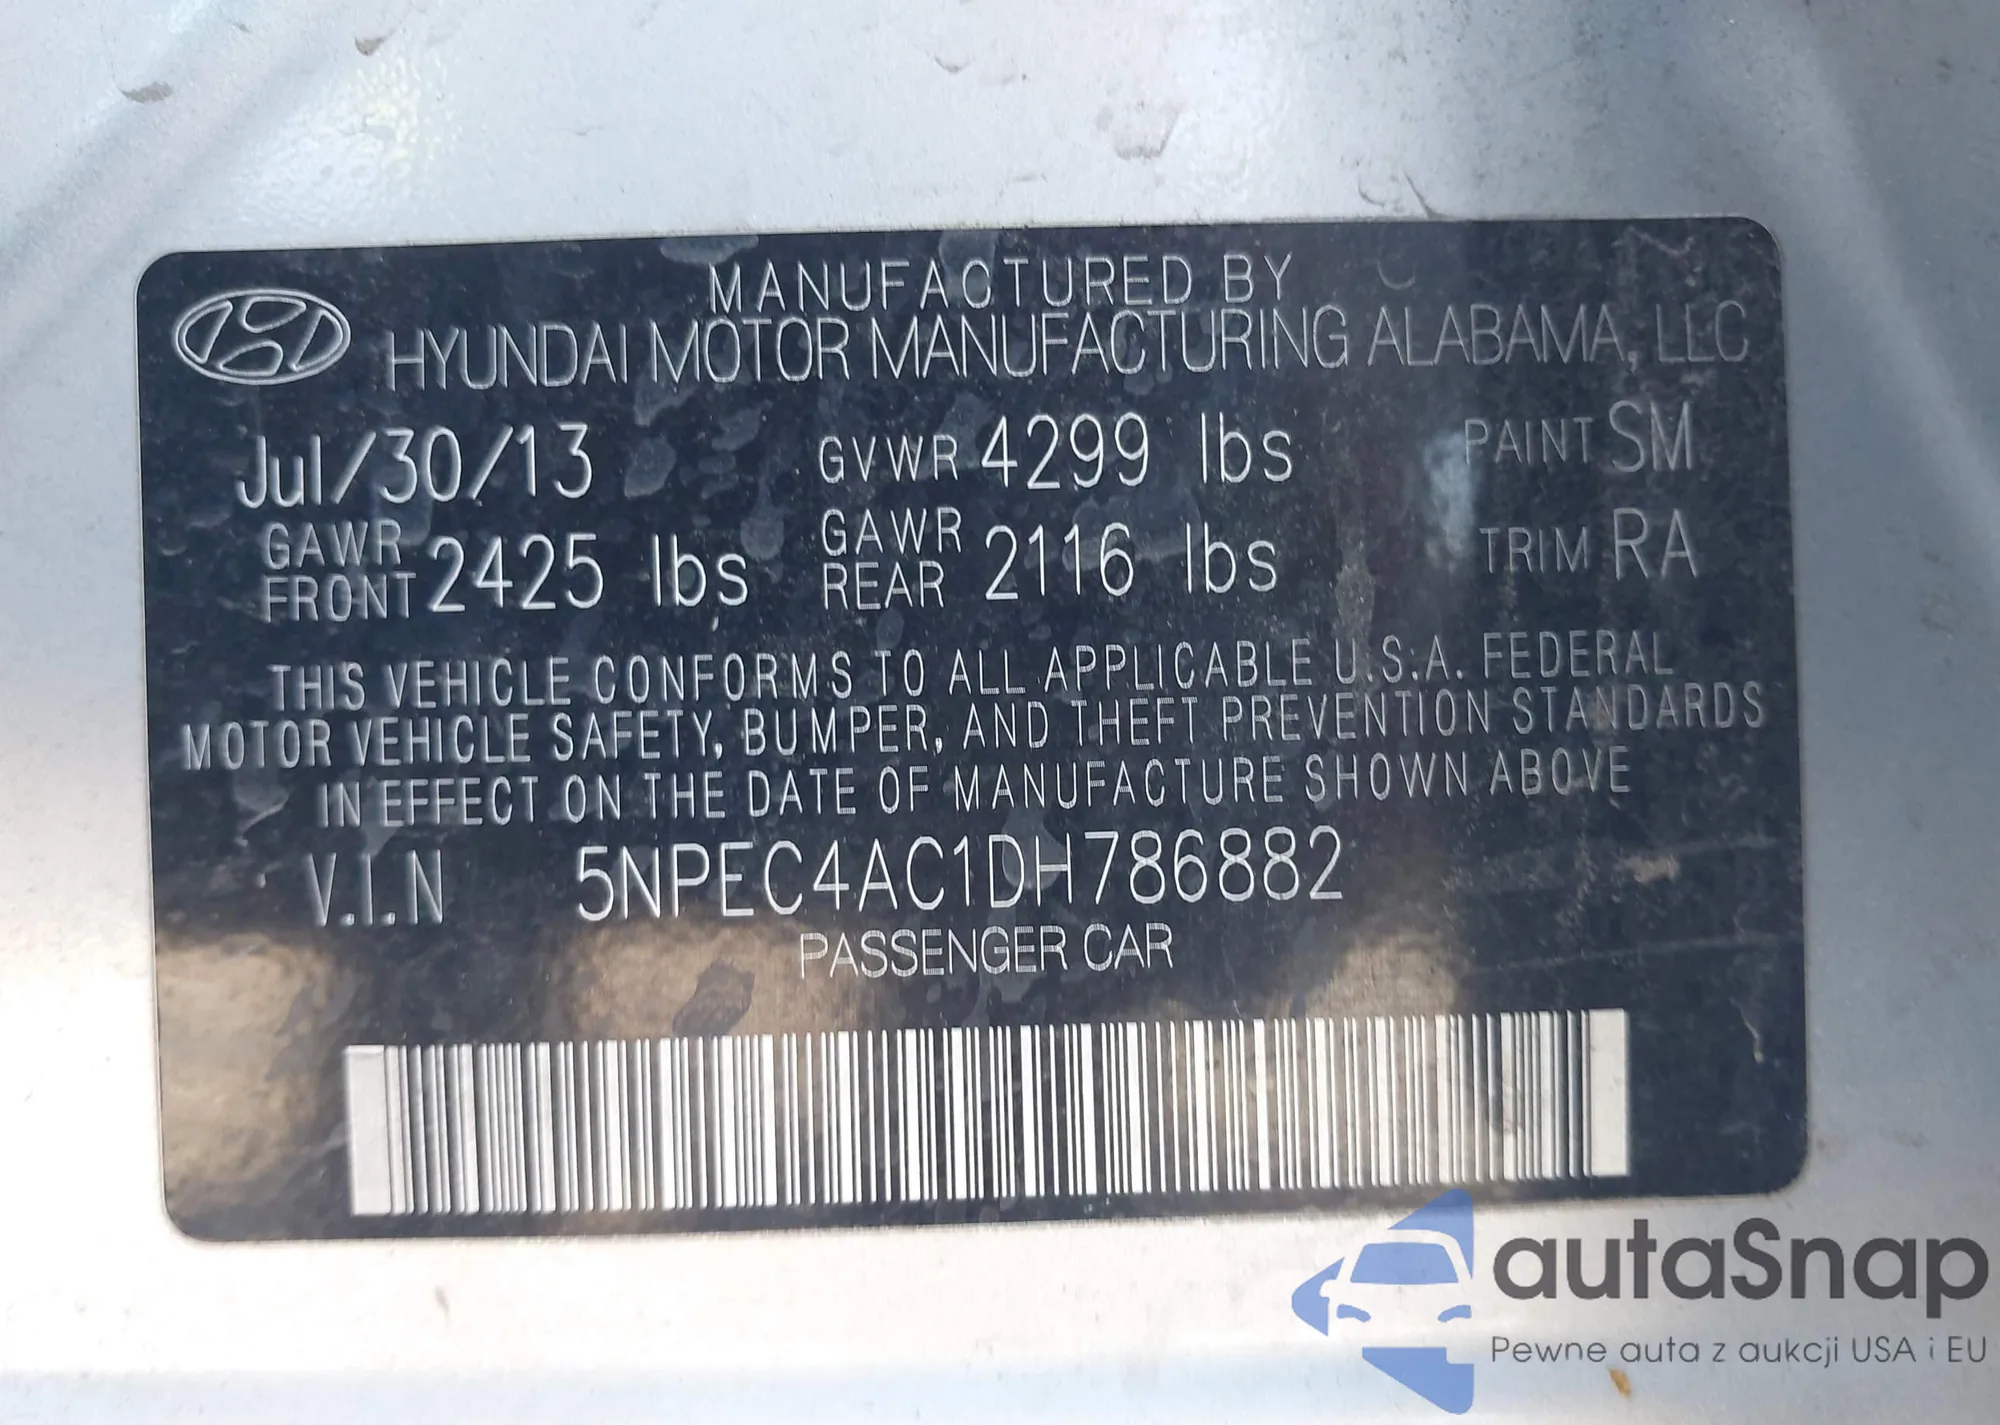 MANUFACTURED BY
HYUNDAI MOTOR MANUFACTURING ALABAMA, LLC
Jul/30/13 GVWR 4299 lbs PAINT SM
GAWR FRONT 2425 lbs GAWR REAR 2116 lbs TRIM RA
THIS VEHICLE CONFORMS TO ALL APPLICABLE U.S.A. FEDERAL
MOTOR VEHICLE SAFETY, BUMPER, AND THEFT PREVENTION STANDARDS
IN EFFECT ON THE DATE OF MANUFACTURE SHOWN ABOVE
V.I.N 5NPEC4AC1DH786882
PASSENGER CAR
autaSnap
Pewne auta z aukcji USA i EU